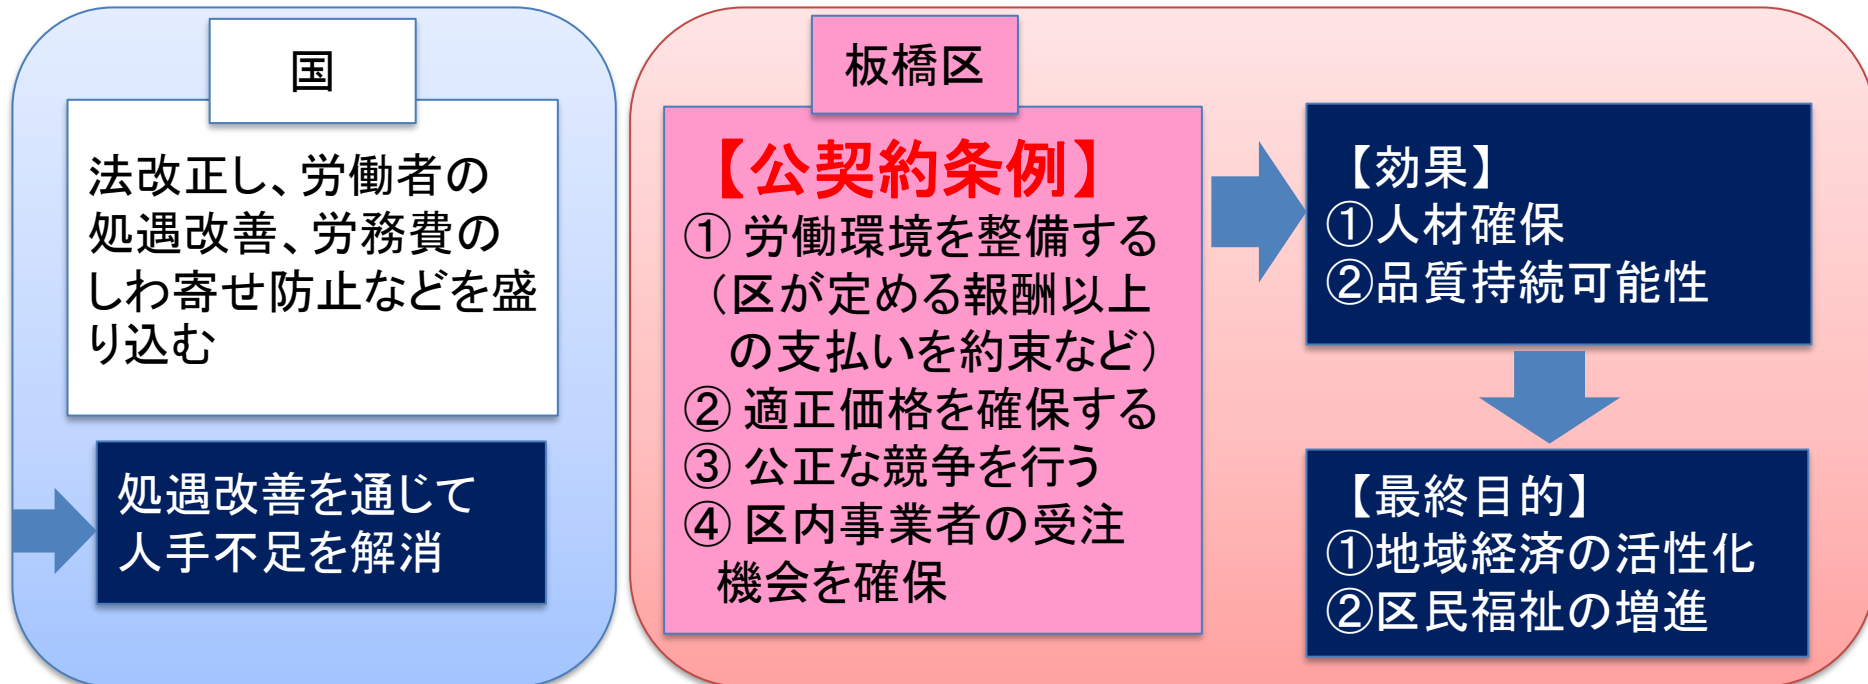 国
法改正し、労働者の
処遇改善、労務費の
しわ寄せ防止などを盛
り込む
処遇改善を通じて
人手不足を解消
板橋区
【公契約条例】
① 労働環境を整備する
（区が定める報酬以上
の支払いを約束など）
② 適正価格を確保する
③ 公正な競争を行う
④ 区内事業者の受注
機会を確保
【効果】
①人材確保
②品質持続可能性
【最終目的】
①地域経済の活性化
②区民福祉の増進